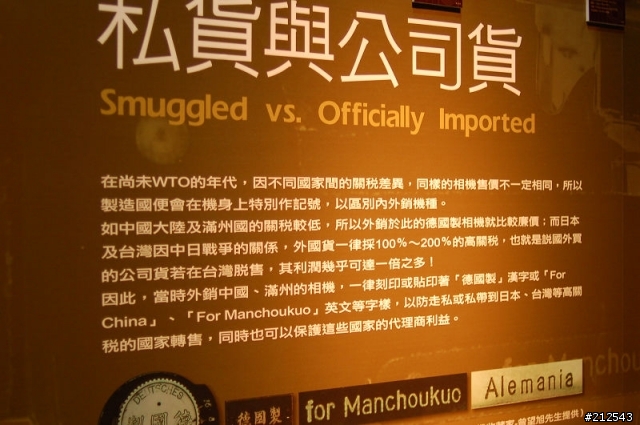 私貨與公司貨
Smuggled vs. Officially Imported
在尚未WTO的年代，因不同國家間的關稅差異，同樣的相機售價不一定相同，所以
製造國便會在機身上特別作記號，以區別內外銷機種。
如中國大陸及滿州國的關稅較低，所以外銷於此的德國製相機就比較廉價；而日本
及台灣因中日戰爭的關係，外國貨一律採100%～200%的高關稅，也就是說國外買
的公司貨若在台灣脫售，其利潤幾乎可達一倍之多！
因此，當時外銷中國、滿州的相機，一律刻印或貼印著「德國製」漢字或「For
China」、「For Manchoukuo」英文等字樣，以防走私或私帶到日本、台灣等高關
稅的國家轉售，同時也可以保護這些國家的代理商利益。
for Manchou
德國製
for Manchoukuo
Alemania
先生提供）
#212543